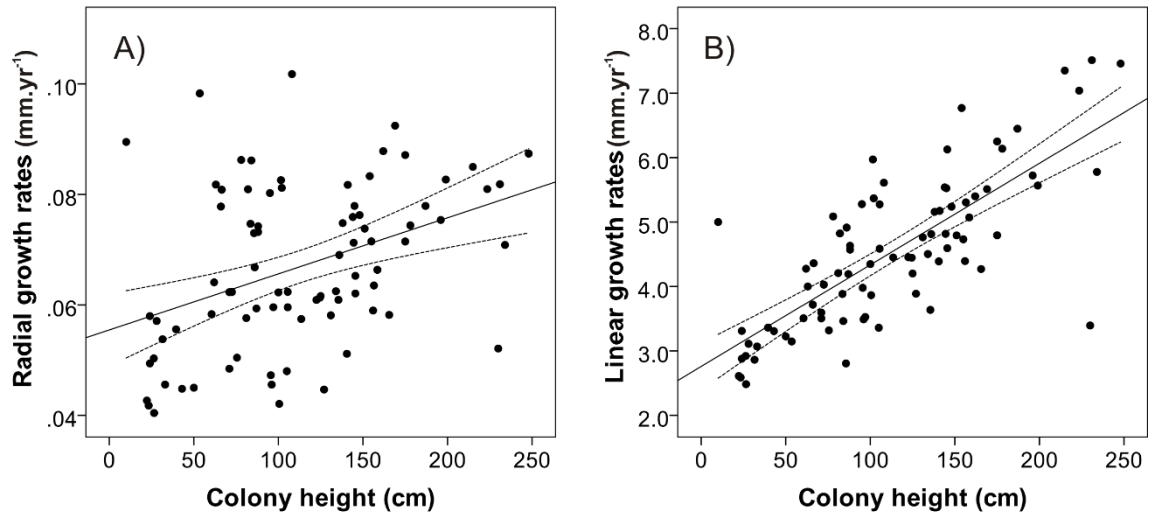 A)
.10
.08
.06
.04
Radial growth rates (mm.yr⁻¹)
0 50 100 150 200 250
Colony height (cm)
B)
8.0
7.0
6.0
5.0
4.0
3.0
2.0
Linear growth rates (mm.yr⁻¹)
0 50 100 150 200 250
Colony height (cm)